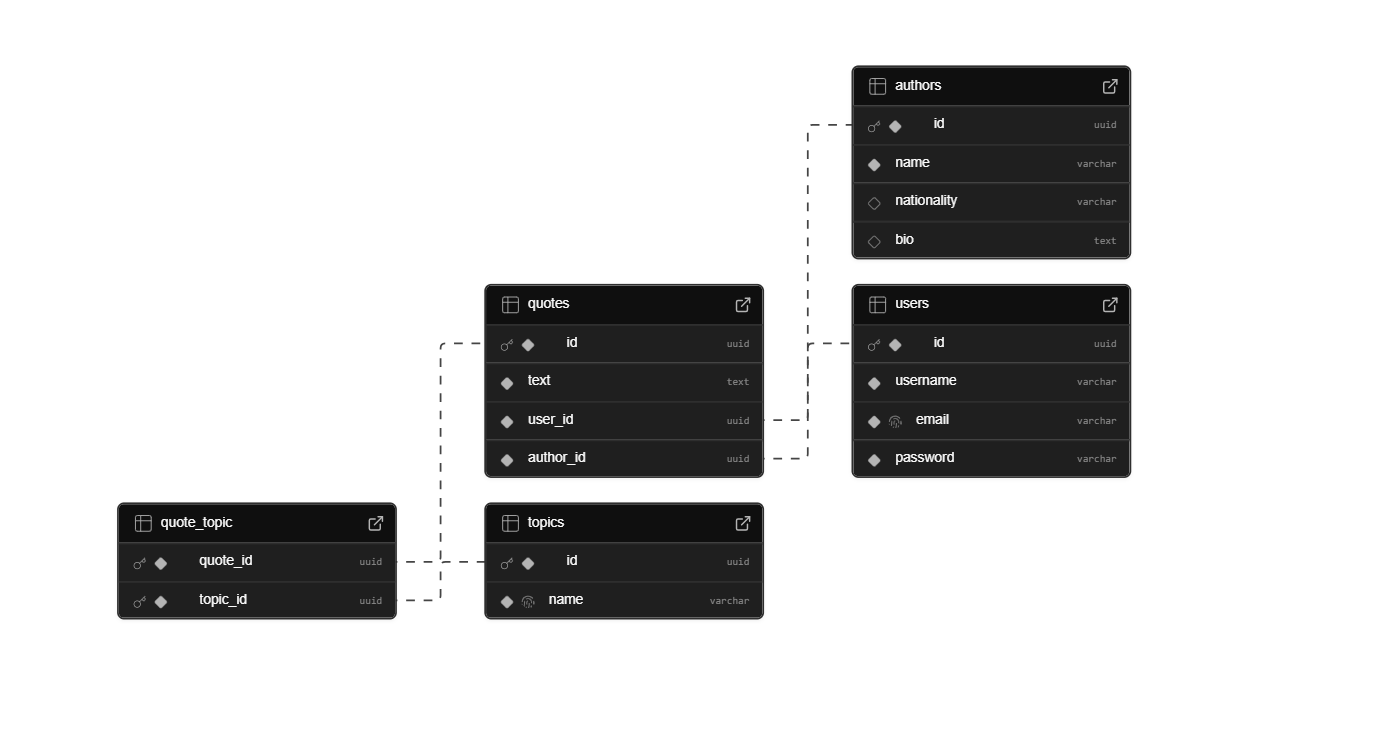 authors
id uuid
name varchar
nationality varchar
bio text
quotes
id uuid
text text
user_id uuid
author_id uuid
users
id uuid
username varchar
email varchar
password varchar
quote_topic
quote_id uuid
topic_id uuid
topics
id uuid
name varchar